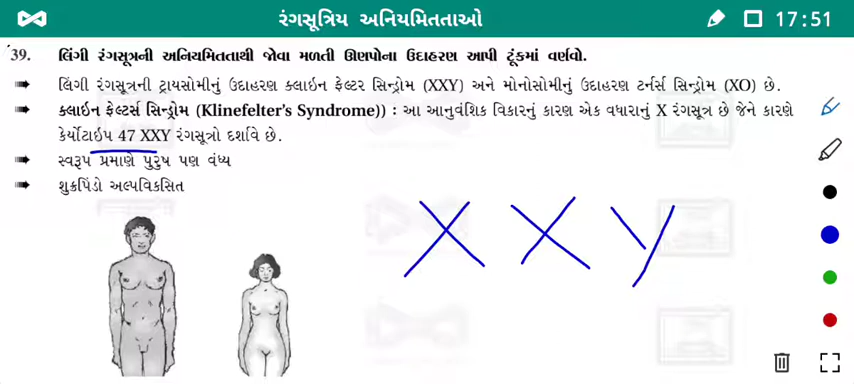 રંગસૂત્રિય અનિયમિતતાઓ
17:51
39. લિંગી રંગસૂત્રની અનિયમિતતાથી જોવા મળતી ઊણપોના ઉદાહરણ આપી ટૂંકમાં વર્ણવો.
લિંગી રંગસૂત્રની ટ્રાયસોમીનું ઉદાહરણ ક્લાઇન ફેલ્ટર સિન્ડ્રોમ (XXY) અને મોનોસોમીનું ઉદાહરણ ટર્નર્સ સિન્ડ્રોમ (XO) છે.
ક્લાઇન ફેલ્ટર્સ સિન્ડ્રોમ (Klinefelter's Syndrome)) : આ આનુવંશિક વિકારનું કારણ એક વધારાનું X રંગસૂત્ર છે જેને કારણે
કેર્યોટાઇપ 47 XXY રંગસૂત્રો દર્શાવે છે.
સ્વરૂપ પ્રમાણે પુરુષ પણ વંધ્ય
શુક્રપિંડો અલ્પવિકસિત
X X Y